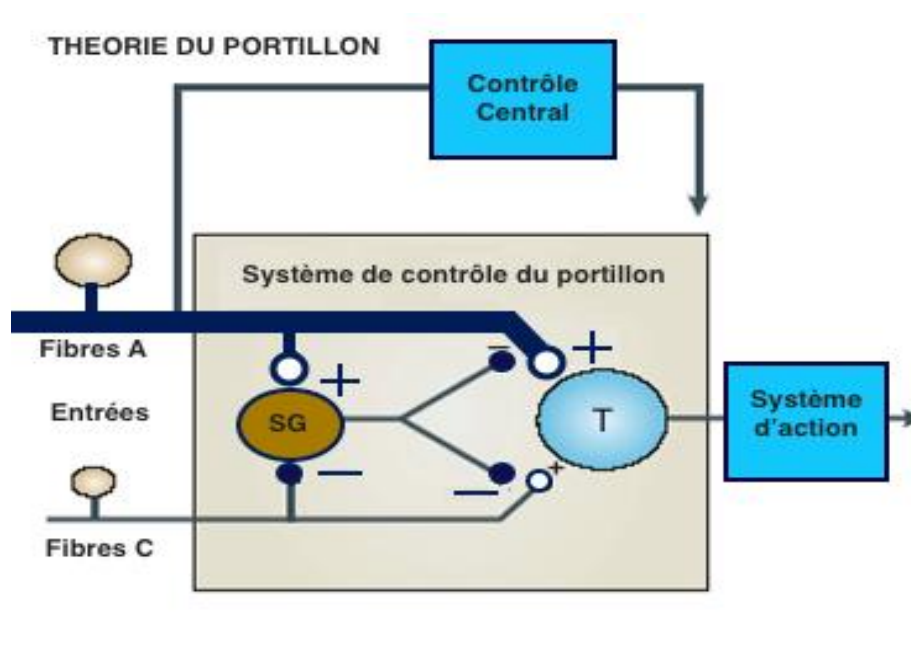 THEORIE DU PORTILLON
Contrôle
Central
Système de contrôle du portillon
Fibres A
+
–
+
Entrées
SG
T
Système
d'action
–
–
+
Fibres C